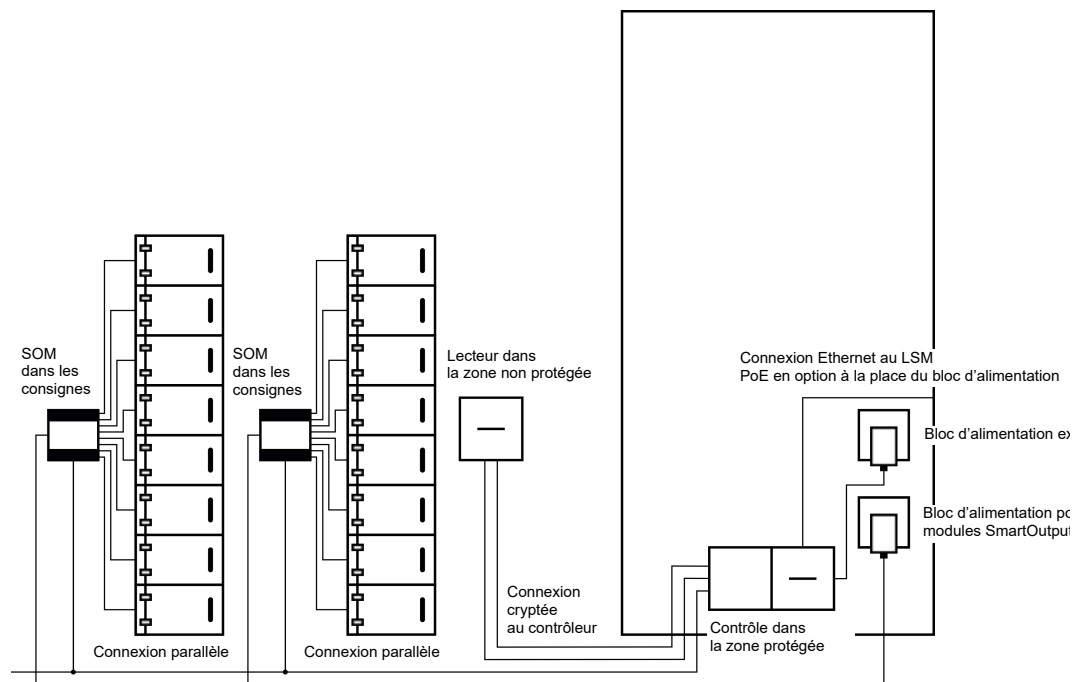 SOM
dans les
consignes
SOM
dans les
consignes
Lecteur dans
la zone non protégée
Connexion Ethernet au LSM
PoE en option à la place du bloc d'alimentation
Bloc d'alimentation
Bloc d'alimentation
modules SmartOutput
Connexion
cryptée
au contrôleur
Contrôle dans
la zone protégée
Connexion parallèle
Connexion parallèle